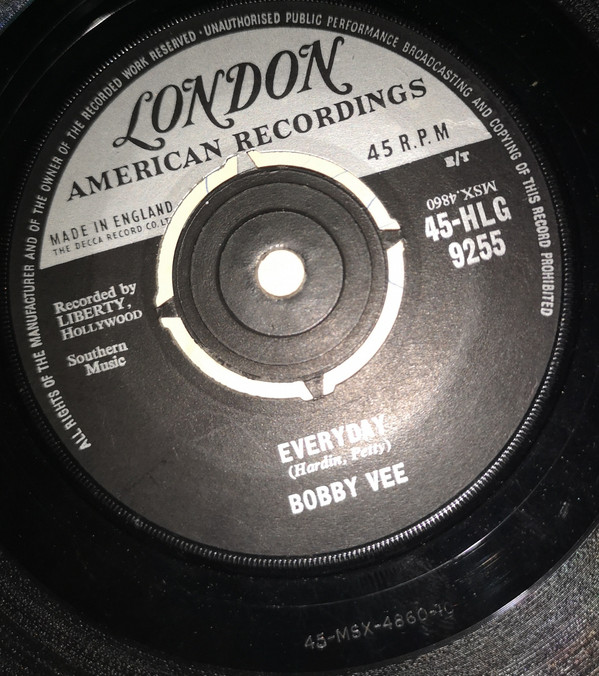 ALL RIGHTS OF THE MANUFACTURER AND OF THE OWNER OF THE RECORDED WORK RESERVED · UNAUTHORISED PUBLIC PERFORMANCE BROADCASTING AND COPYING OF THIS RECORD PROHIBITED
LONDON
AMERICAN RECORDINGS
45 R.P.M
E/T
MADE IN ENGLAND
THE DECCA RECORD CO. LTD
MSX.4860
45-HLG
9255
Recorded by
LIBERTY,
HOLLYWOOD
Southern
Music
EVERYDAY
(Hardin, Petty)
BOBBY VEE
45-MSX-4860-